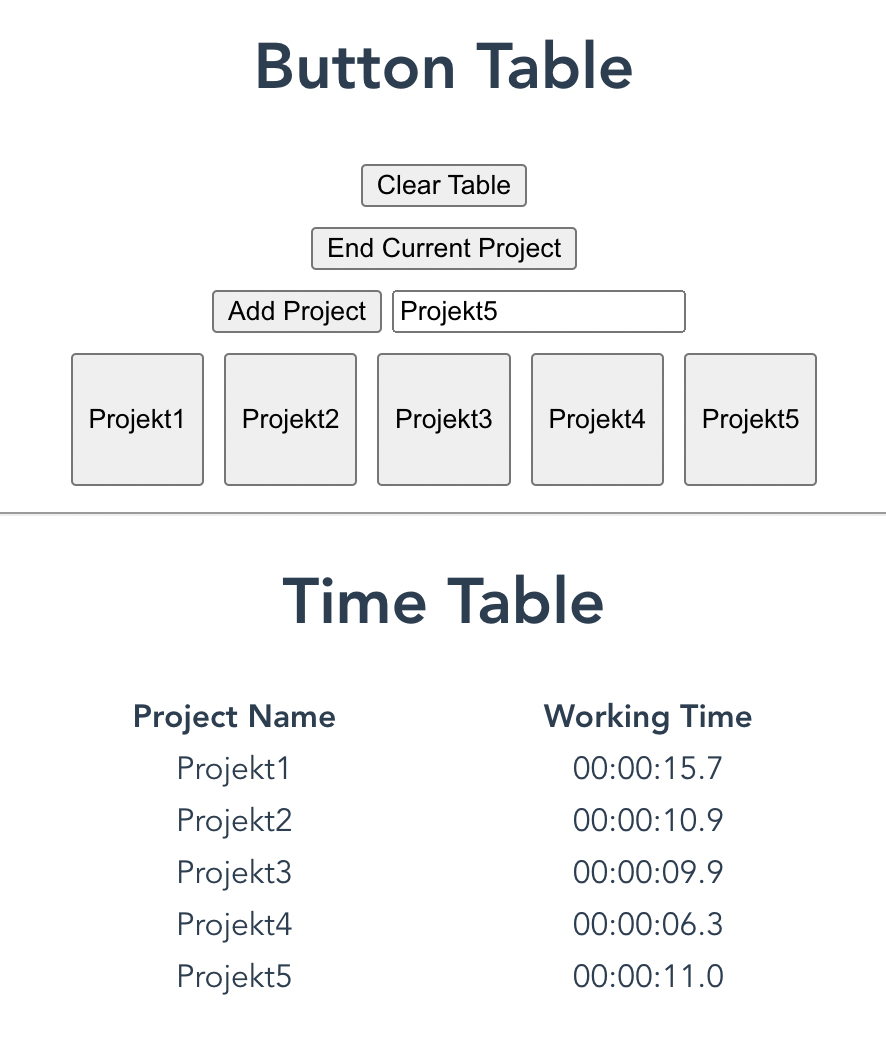 Button Table
Clear Table
End Current Project
Add Project Projekt5
Projekt1 Projekt2 Projekt3 Projekt4 Projekt5
Time Table
Project Name Working Time
Projekt1 00:00:15.7
Projekt2 00:00:10.9
Projekt3 00:00:09.9
Projekt4 00:00:06.3
Projekt5 00:00:11.0